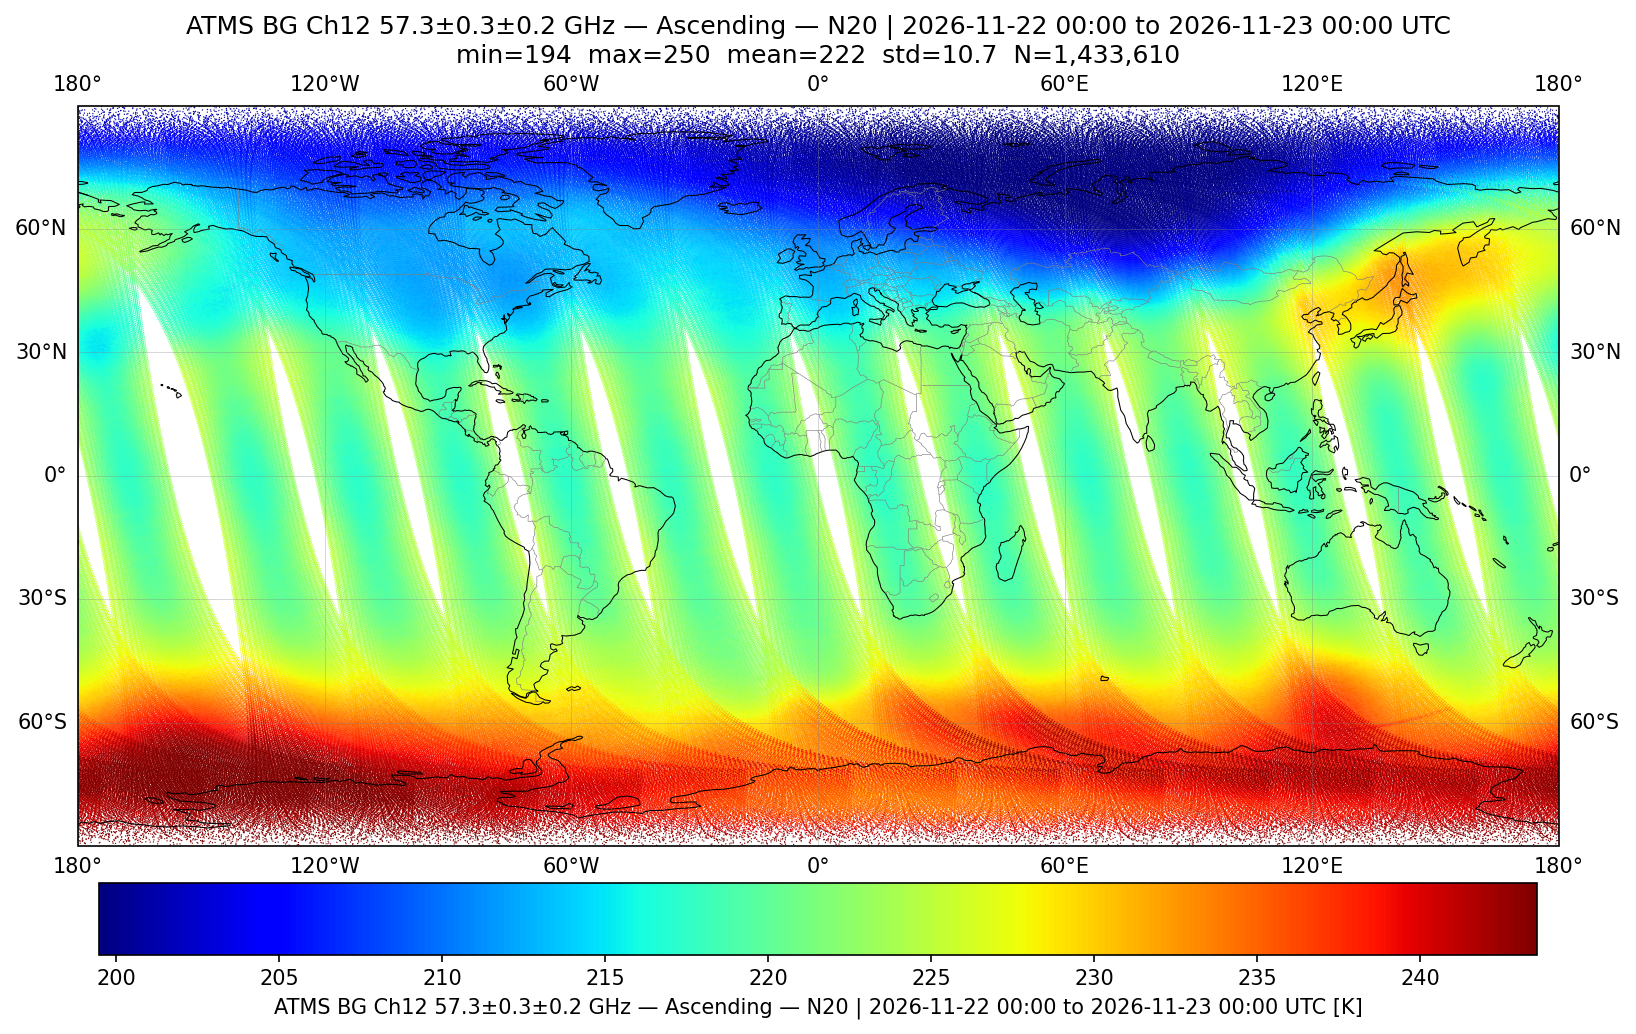 ATMS BG Ch12 57.3±0.3±0.2 GHz — Ascending — N20 | 2026-11-22 00:00 to 2026-11-23 00:00 UTC
min=194 max=250 mean=222 std=10.7 N=1,433,610
180° 120°W 60°W 0° 60°E 120°E 180°
60°N 60°N
30°N 30°N
0° 0°
30°S 30°S
60°S 60°S
180° 120°W 60°W 0° 60°E 120°E 180°
200 205 210 215 220 225 230 235 240
ATMS BG Ch12 57.3±0.3±0.2 GHz — Ascending — N20 | 2026-11-22 00:00 to 2026-11-23 00:00 UTC [K]